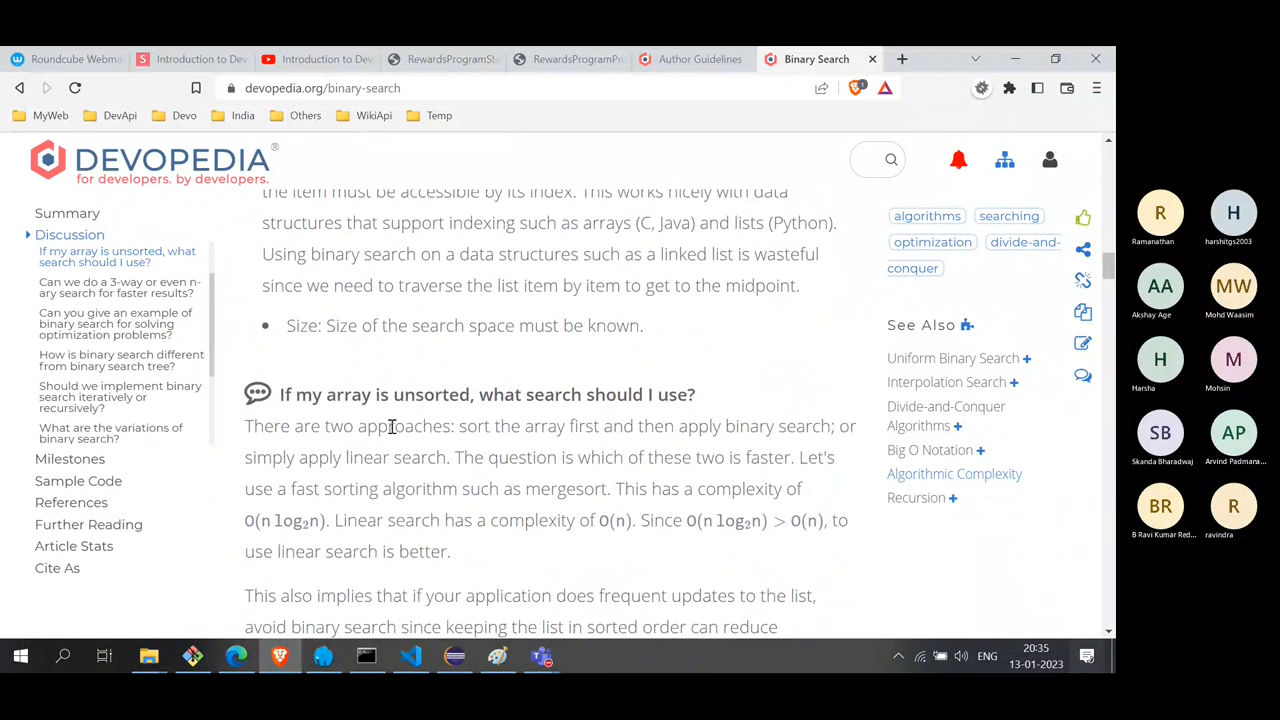 Roundcube Webma
Introduction to Dev
Introduction to Dev
RewardsProgramSta
RewardsProgramPr
Author Guidelines
Binary Search
devopedia.org/binary-search
MyWeb
DevApi
Devo
India
Others
WikiApi
Temp
DEVOPEDIA®
for developers. by developers.
Summary
Discussion
If my array is unsorted, what
search should I use?
Can we do a 3-way or even n-
ary search for faster results?
Can you give an example of
binary search for solving
optimization problems?
How is binary search different
from binary search tree?
Should we implement binary
search iteratively or
recursively?
What are the variations of
binary search?
Milestones
Sample Code
References
Further Reading
Article Stats
Cite As
the item must be accessible by its index. This works nicely with data
structures that support indexing such as arrays (C, Java) and lists (Python).
Using binary search on a data structures such as a linked list is wasteful
since we need to traverse the list item by item to get to the midpoint.
• Size: Size of the search space must be known.
If my array is unsorted, what search should I use?
There are two approaches: sort the array first and then apply binary search; or
simply apply linear search. The question is which of these two is faster. Let's
use a fast sorting algorithm such as mergesort. This has a complexity of
O(n log₂n). Linear search has a complexity of O(n). Since O(n log₂n) > O(n), to
use linear search is better.
This also implies that if your application does frequent updates to the list,
avoid binary search since keeping the list in sorted order can reduce
algorithms
searching
optimization
divide-and-
conquer
See Also
Uniform Binary Search +
Interpolation Search +
Divide-and-Conquer
Algorithms +
Big O Notation +
Algorithmic Complexity
Recursion +
ENG
20:35
13-01-2023
R
Ramanathan
H
harshitgs2003
AA
Akshay Age
MW
Mohd Waasim
H
Harsha
M
Mohsin
SB
Skanda Bharadwaj
AP
Arvind Padmana...
BR
B Ravi Kumar Red...
R
ravindra